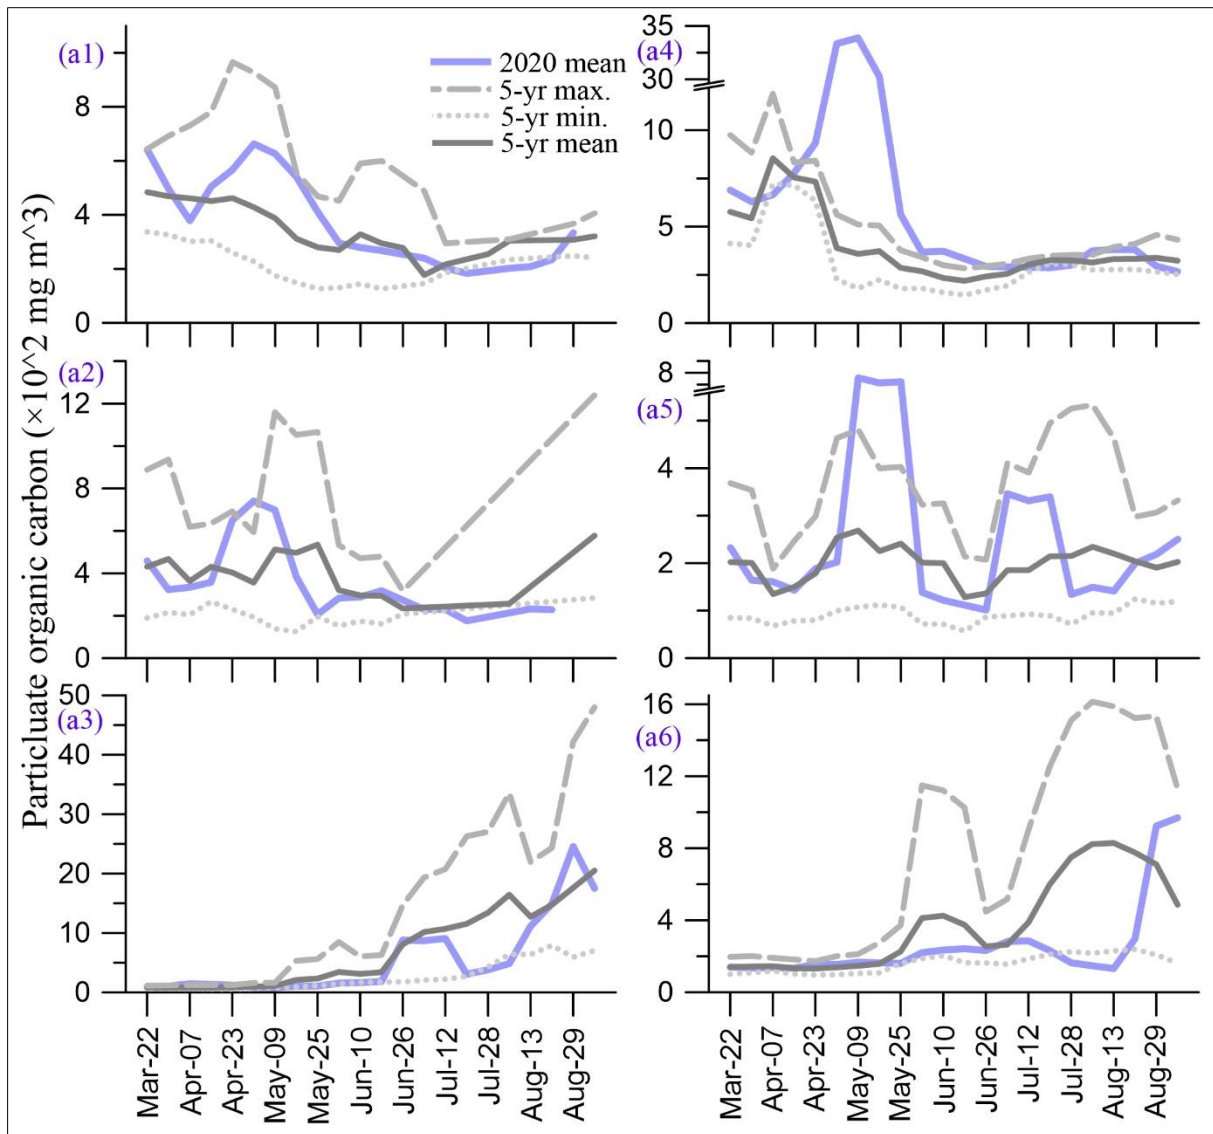 Particluate organic carbon (×10^2 mg m^3)
(a1)
8
4
0
2020 mean
5-yr max.
5-yr min.
5-yr mean
(a4)
35
30
10
5
0
(a2)
12
8
4
0
(a5)
8
4
2
0
(a3)
50
40
30
20
10
0
(a6)
16
12
8
4
0
Mar-22
Apr-07
Apr-23
May-09
May-25
Jun-10
Jun-26
Jul-12
Jul-28
Aug-13
Aug-29
Mar-22
Apr-07
Apr-23
May-09
May-25
Jun-10
Jun-26
Jul-12
Jul-28
Aug-13
Aug-29